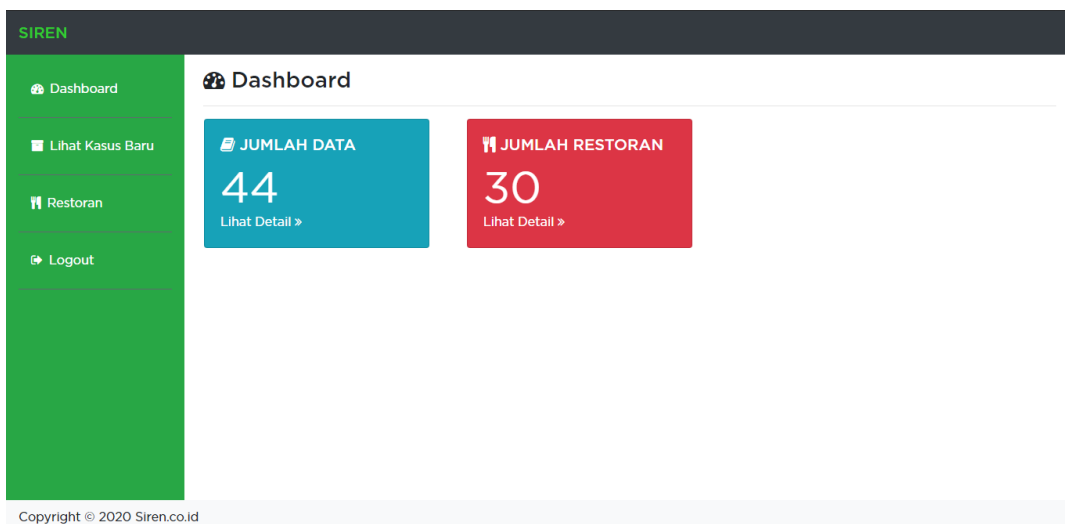 SIREN
Dashboard
Lihat Kasus Baru
Restoran
Logout
Dashboard
JUMLAH DATA
44
Lihat Detail »
JUMLAH RESTORAN
30
Lihat Detail »
Copyright © 2020 Siren.co.id